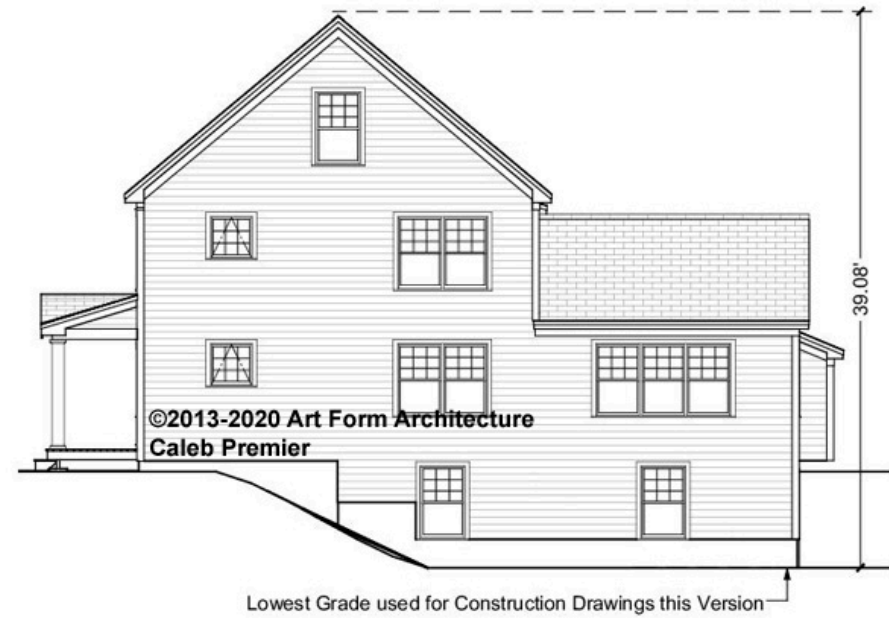 39.08'
©2013-2020 Art Form Architecture
Caleb Premier
Lowest Grade used for Construction Drawings this Version